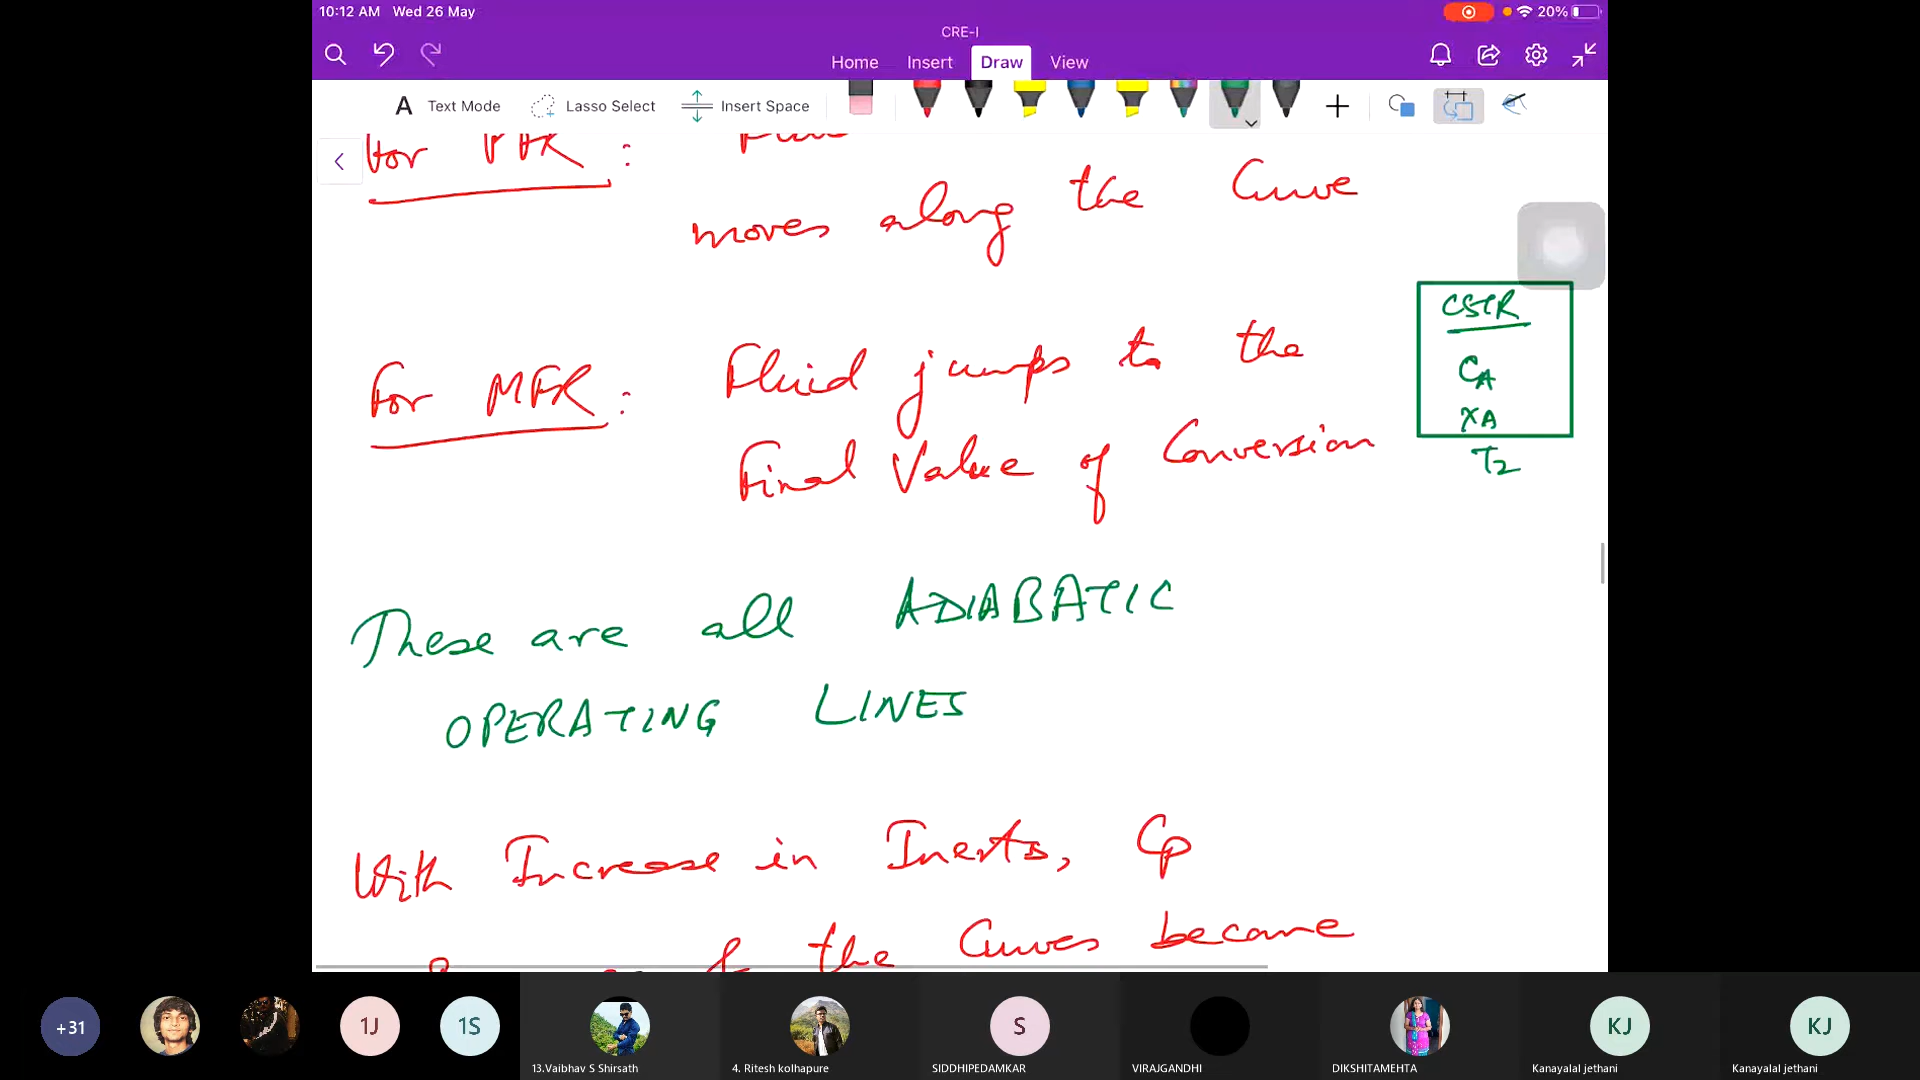 10:12 AM Wed 26 May
20%
CRE-I
Home Insert Draw View
A Text Mode Lasso Select Insert Space
for PFR :
moves along the Curve
CSTR
CA
XA
T2
For MFR : Fluid jumps to the
Final Value of Conversion
These are all ADIABATIC
OPERATING LINES
With Increase in Inerts, Cp
the Curves become
+31
1J
1S
S
KJ
KJ
13.Vaibhav S Shirsath
4. Ritesh kolhapure
SIDDHIPEDAMKAR
VIRAJGANDHI
DIKSHITAMEHTA
Kanayalal jethani
Kanayalal jethani